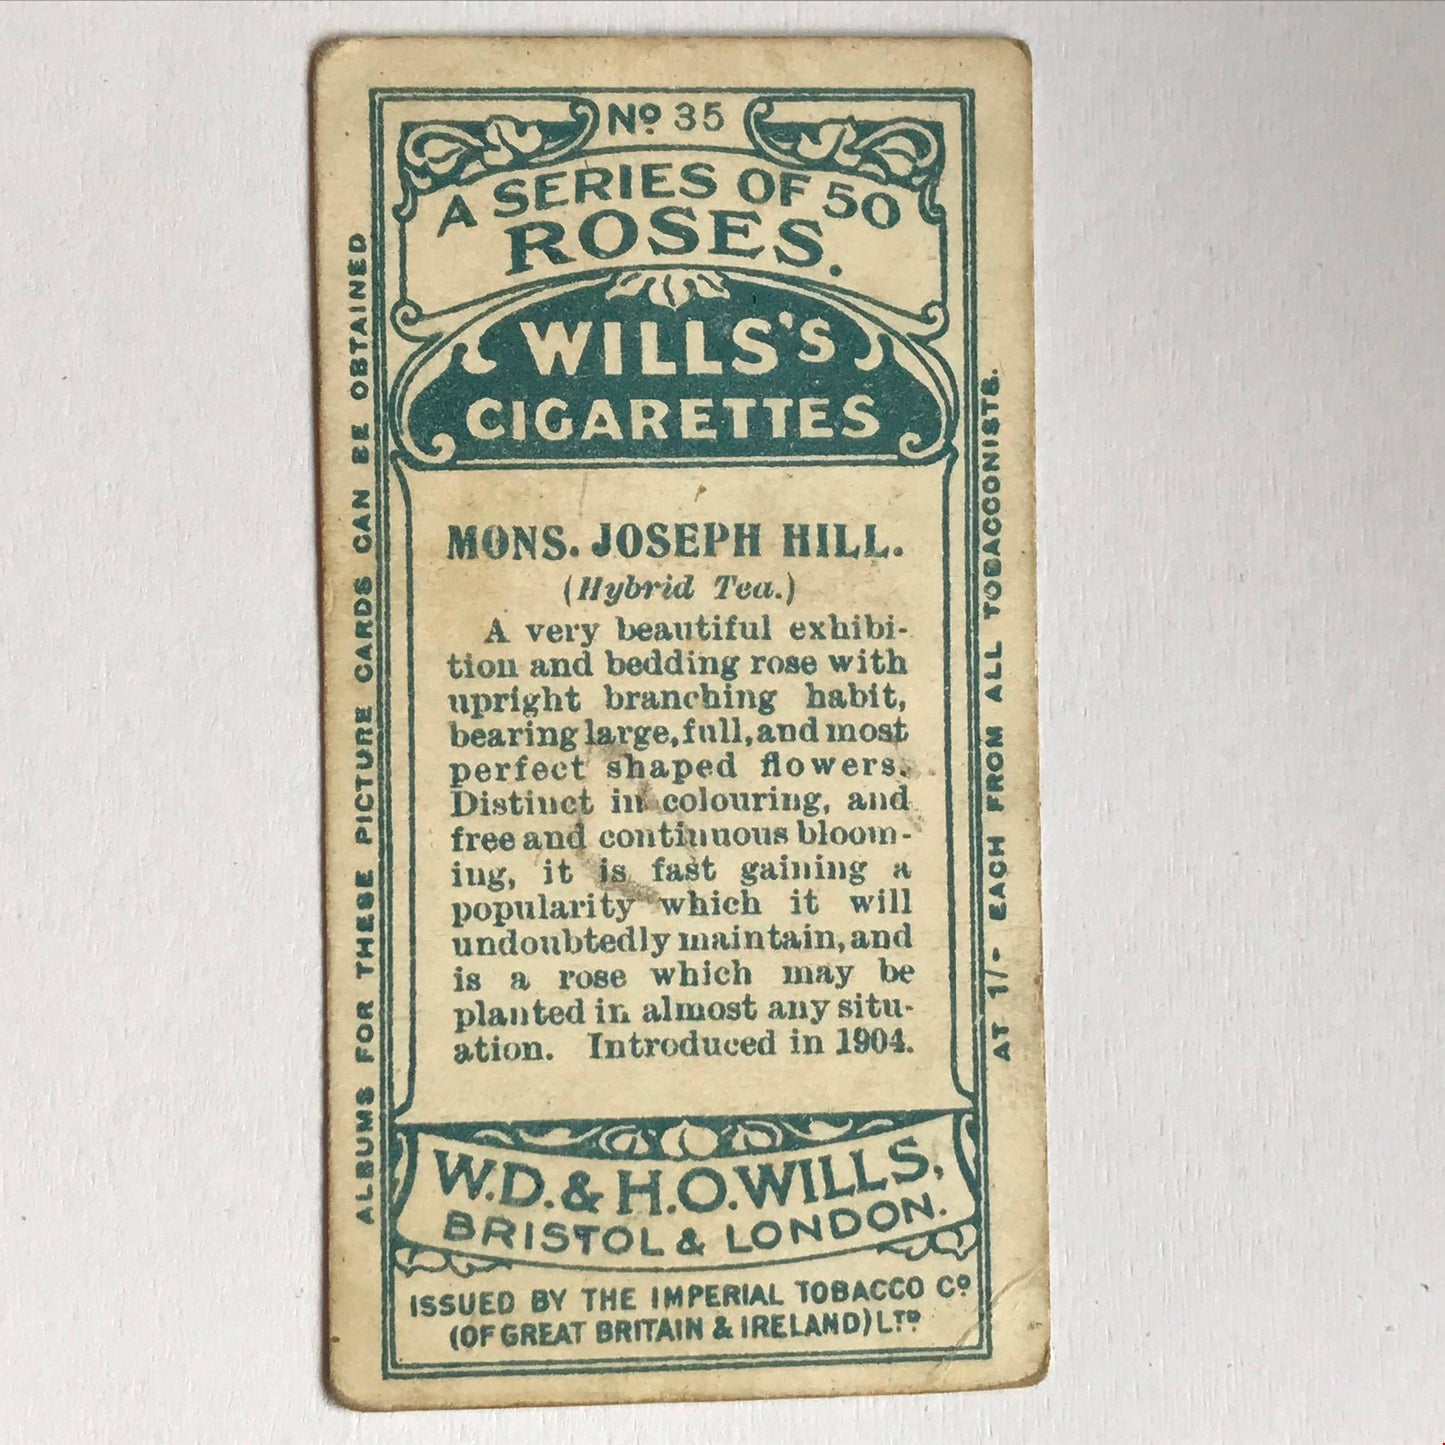 No 35
A SERIES OF 50
ROSES.
WILLS'S
CIGARETTES
MONS. JOSEPH HILL.
(Hybrid Tea.)
A very beautiful exhibi-
tion and bedding rose with
upright branching habit,
bearing large, full, and most
perfect shaped flowers.
Distinct in colouring, and
free and continuous bloom-
ing, it is fast gaining a
popularity which it will
undoubtedly maintain, and
is a rose which may be
planted in almost any situ-
ation. Introduced in 1904.
W.D. & H.O. WILLS,
BRISTOL & LONDON.
ISSUED BY THE IMPERIAL TOBACCO Co
(OF GREAT BRITAIN & IRELAND) LTD
ALBUMS FOR THESE PICTURE CARDS CAN BE OBTAINED
AT 1/- EACH FROM ALL TOBACCONISTS.